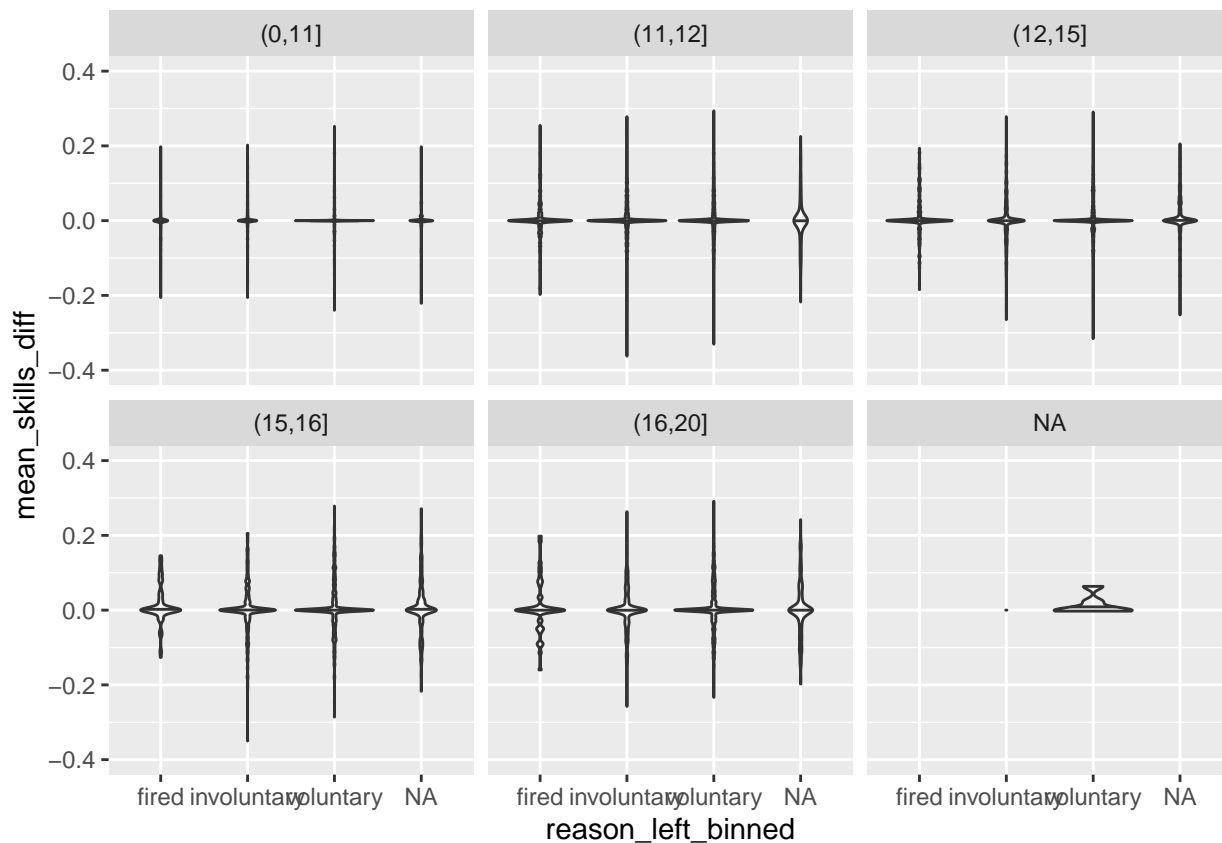 (0,11] (11,12] (12,15]
0.4
0.2
0.0
−0.2
−0.4
(15,16] (16,20] NA
0.4
0.2
0.0
−0.2
−0.4
mean_skills_diff
fired involuntary voluntary NA fired involuntary voluntary NA fired involuntary voluntary NA
reason_left_binned